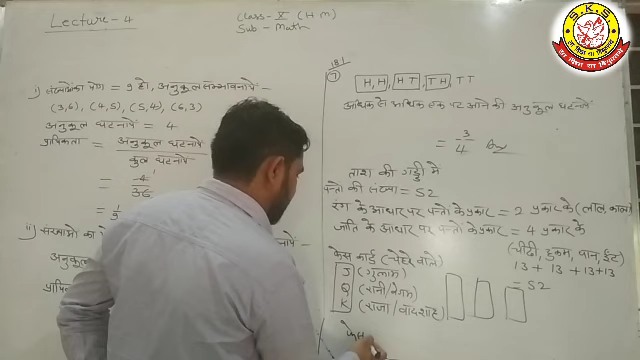 Lecture - 4
Class - X (H M)
Sub - Math
S. K. S.
i) संख्याओं का योग = 9 हो, अनुकूल सम्भावनायें -
(3,6), (4,5), (5,4), (6,3)
अनुकूल घटनायें = 4
प्रायिकता = अनुकूल घटनायें
कुल घटनायें
= 4 1
36
= 1
9
ii) संख्याओं का
अनुकूल
7
H H, H T, T H, T T
अधिक से अधिक एक पट आने की अनुकूल घटनायें
= 3
4 Ans
ताश की गड्डी में
पत्तों की संख्या = 52
रंग के आधार पर पत्तों के प्रकार = 2 प्रकार के (लाल, काला)
जाति के आधार पर पत्तों के प्रकार = 4 प्रकार के
(चीड़ी, हुकुम, पान, ईंट)
13 + 13 + 13 + 13
= 52
फेस कार्ड (चेहरे वाले)
J (गुलाम)
Q (रानी/बेगम)
K (राजा/बादशाह)
फेस